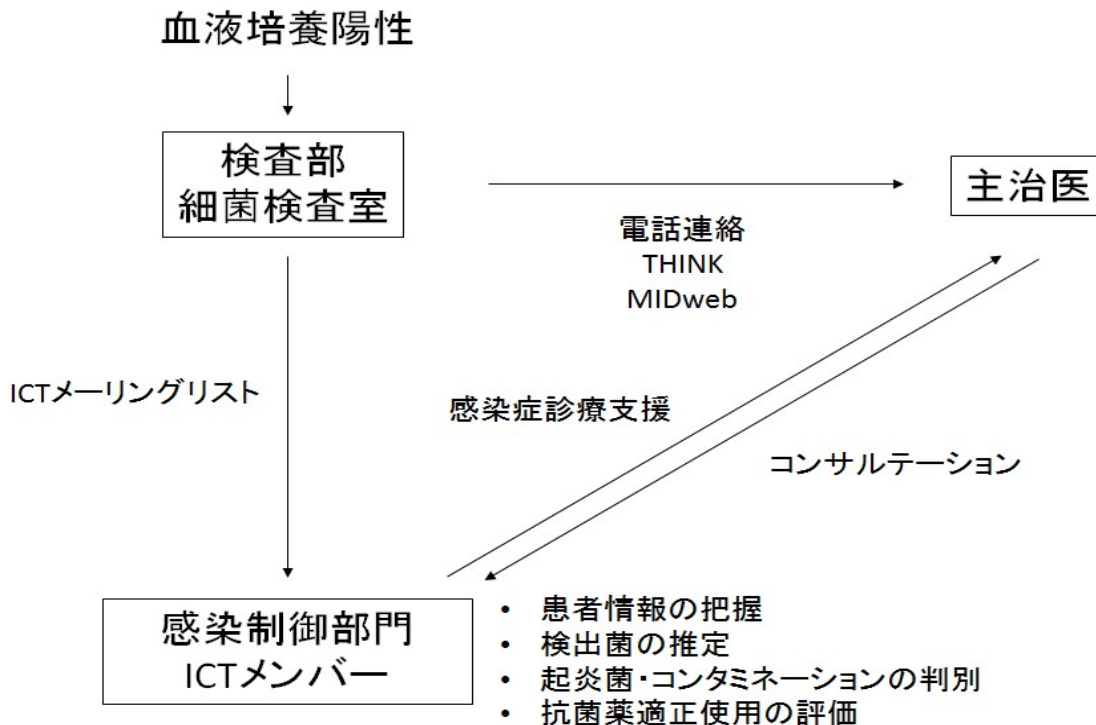 血液培養陽性
検査部
細菌検査室
主治医
電話連絡
THINK
MIDweb
ICTメーリングリスト
感染症診療支援
コンサルテーション
感染制御部門
ICTメンバー
• 患者情報の把握
• 検出菌の推定
• 起炎菌・コンタミネーションの判別
• 抗菌薬適正使用の評価